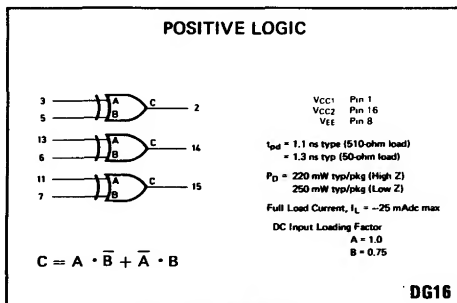 POSITIVE LOGIC
3 A C 2
5 B
13 A C 14
6 B
11 A C 15
7 B
C = A • B̅ + A̅ • B
VCC1 Pin 1
VCC2 Pin 16
VEE Pin 8
tpd = 1.1 ns type (510-ohm load)
= 1.3 ns typ (50-ohm load)
PD = 220 mW typ/pkg (High Z)
250 mW typ/pkg (Low Z)
Full Load Current, IL = -25 mAdc max
DC Input Loading Factor
A = 1.0
B = 0.75
DG16